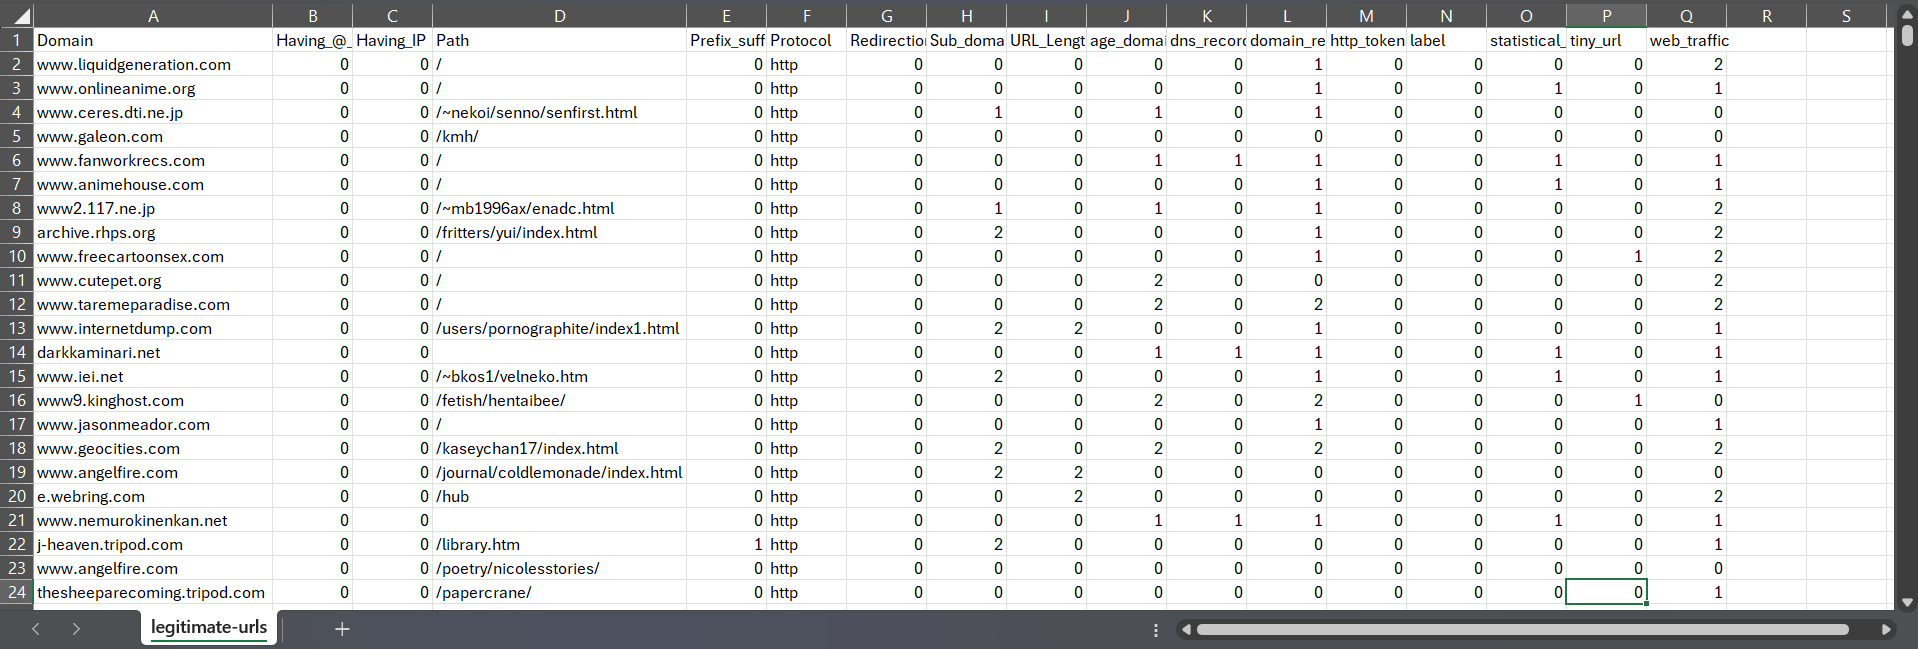 A B C D E F G H I J K L M N O P Q R S
1 Domain Having_@_ Having_IP Path Prefix_suff Protocol Redirection Sub_doma URL_Lengt age_domai dns_record domain_re http_token label statistical_ tiny_url web_traffic
2 www.liquidgeneration.com 0 0 / 0 http 0 0 0 0 0 1 0 0 0 0 2
3 www.onlineanime.org 0 0 / 0 http 0 0 0 0 0 1 0 0 1 0 1
4 www.ceres.dti.ne.jp 0 0 /~nekoi/senno/senfirst.html 0 http 0 1 0 1 0 1 0 0 0 0 0
5 www.galeon.com 0 0 /kmh/ 0 http 0 0 0 0 0 0 0 0 0 0 0
6 www.fanworkrecs.com 0 0 / 0 http 0 0 0 1 1 1 0 0 1 0 1
7 www.animehouse.com 0 0 / 0 http 0 0 0 0 0 1 0 0 1 0 1
8 www2.117.ne.jp 0 0 /~mb1996ax/enadc.html 0 http 0 1 0 1 0 1 0 0 0 0 2
9 archive.rhps.org 0 0 /fritters/yui/index.html 0 http 0 2 0 0 0 1 0 0 0 0 2
10 www.freecartoonsex.com 0 0 / 0 http 0 0 0 0 0 1 0 0 0 1 2
11 www.cutepet.org 0 0 / 0 http 0 0 0 2 0 0 0 0 0 0 2
12 www.taremeparadise.com 0 0 / 0 http 0 0 0 2 0 2 0 0 0 0 2
13 www.internetdump.com 0 0 /users/pornographite/index1.html 0 http 0 2 2 0 0 1 0 0 0 0 1
14 darkkaminari.net 0 0 0 http 0 0 0 1 1 1 0 0 1 0 1
15 www.iei.net 0 0 /~bkos1/velneko.htm 0 http 0 2 0 0 0 1 0 0 1 0 1
16 www9.kinghost.com 0 0 /fetish/hentaibee/ 0 http 0 0 0 2 0 2 0 0 0 1 0
17 www.jasonmeador.com 0 0 / 0 http 0 0 0 0 0 1 0 0 0 0 1
18 www.geocities.com 0 0 /kaseychan17/index.html 0 http 0 2 0 2 0 2 0 0 0 0 2
19 www.angelfire.com 0 0 /journal/coldlemonade/index.html 0 http 0 2 2 0 0 0 0 0 0 0 0
20 e.webring.com 0 0 /hub 0 http 0 0 2 0 0 0 0 0 0 0 2
21 www.nemurokinenkan.net 0 0 0 http 0 0 0 1 1 1 0 0 1 0 1
22 j-heaven.tripod.com 0 0 /library.htm 1 http 0 2 0 0 0 0 0 0 0 0 1
23 www.angelfire.com 0 0 /poetry/nicolesstories/ 0 http 0 0 0 0 0 0 0 0 0 0 0
24 thesheeparecoming.tripod.com 0 0 /papercrane/ 0 http 0 0 0 0 0 0 0 0 0 0 1
legitimate-urls